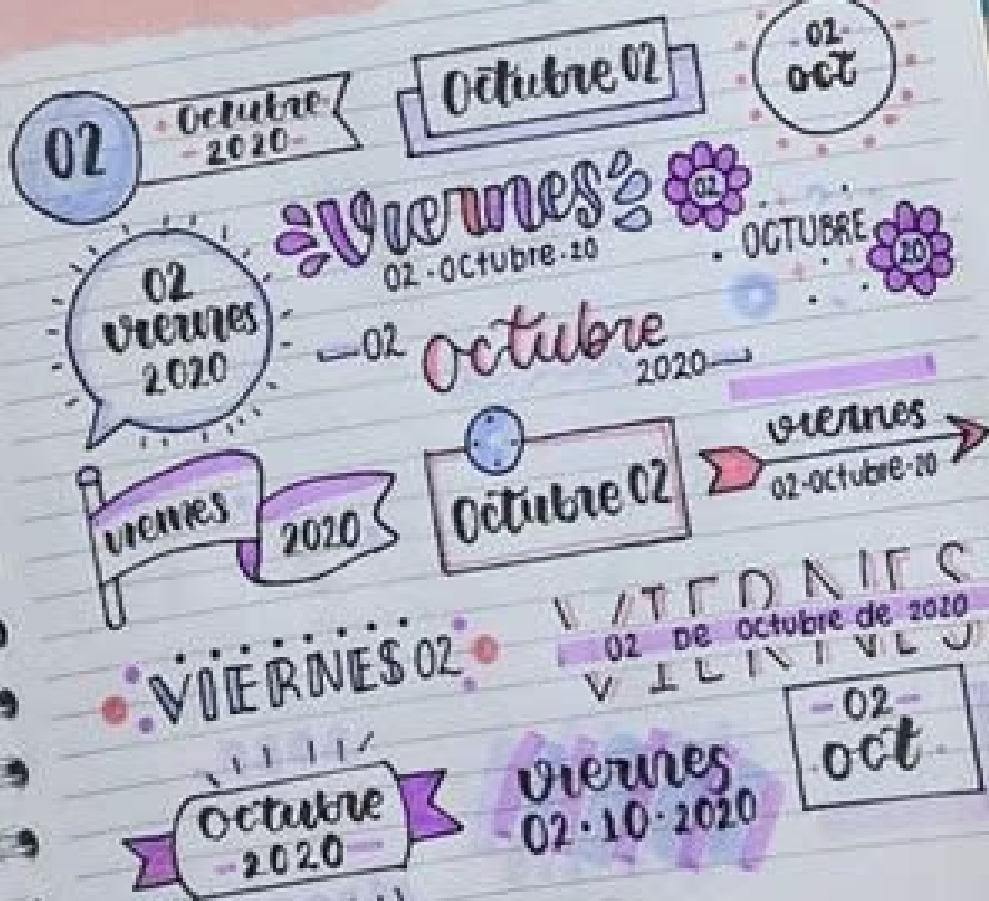 02
Octubre
-2020-
Octubre 02
-02-
oct
Viernes
02-Octubre-20
02
OCTUBRE
20
02
viernes
2020
02 Octubre
2020
viernes
2020
Octubre 02
viernes
02-Octubre-20
VIERNES 02
VIERNES
02 DE Octubre de 2020
Octubre
-2020-
viernes
02·10·2020
-02-
oct